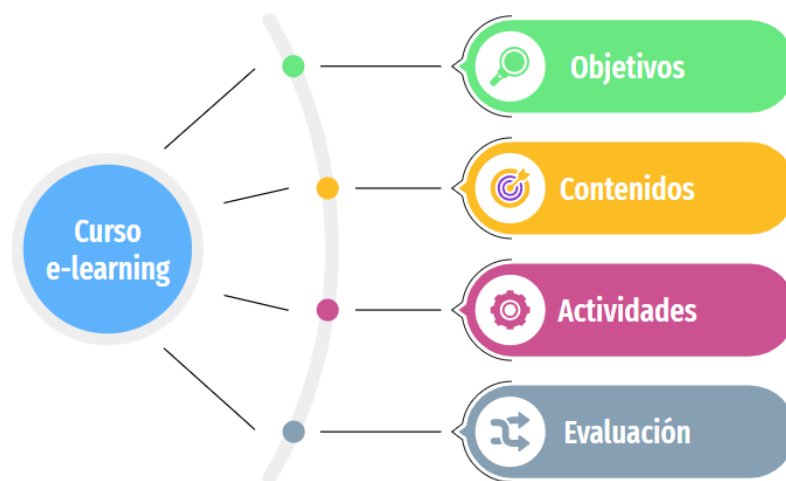 Curso
e-learning
Objetivos
Contenidos
Actividades
Evaluación